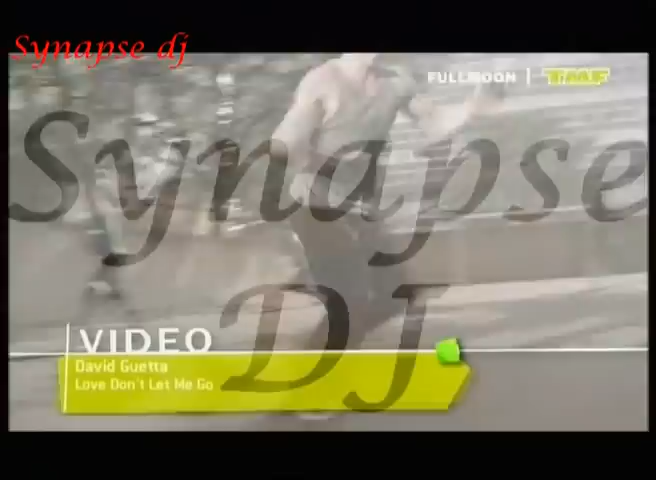 Synapse dj
FULLMOON | TMF
Synapse
DJ
VIDEO
David Guetta
Love Don't Let Me Go